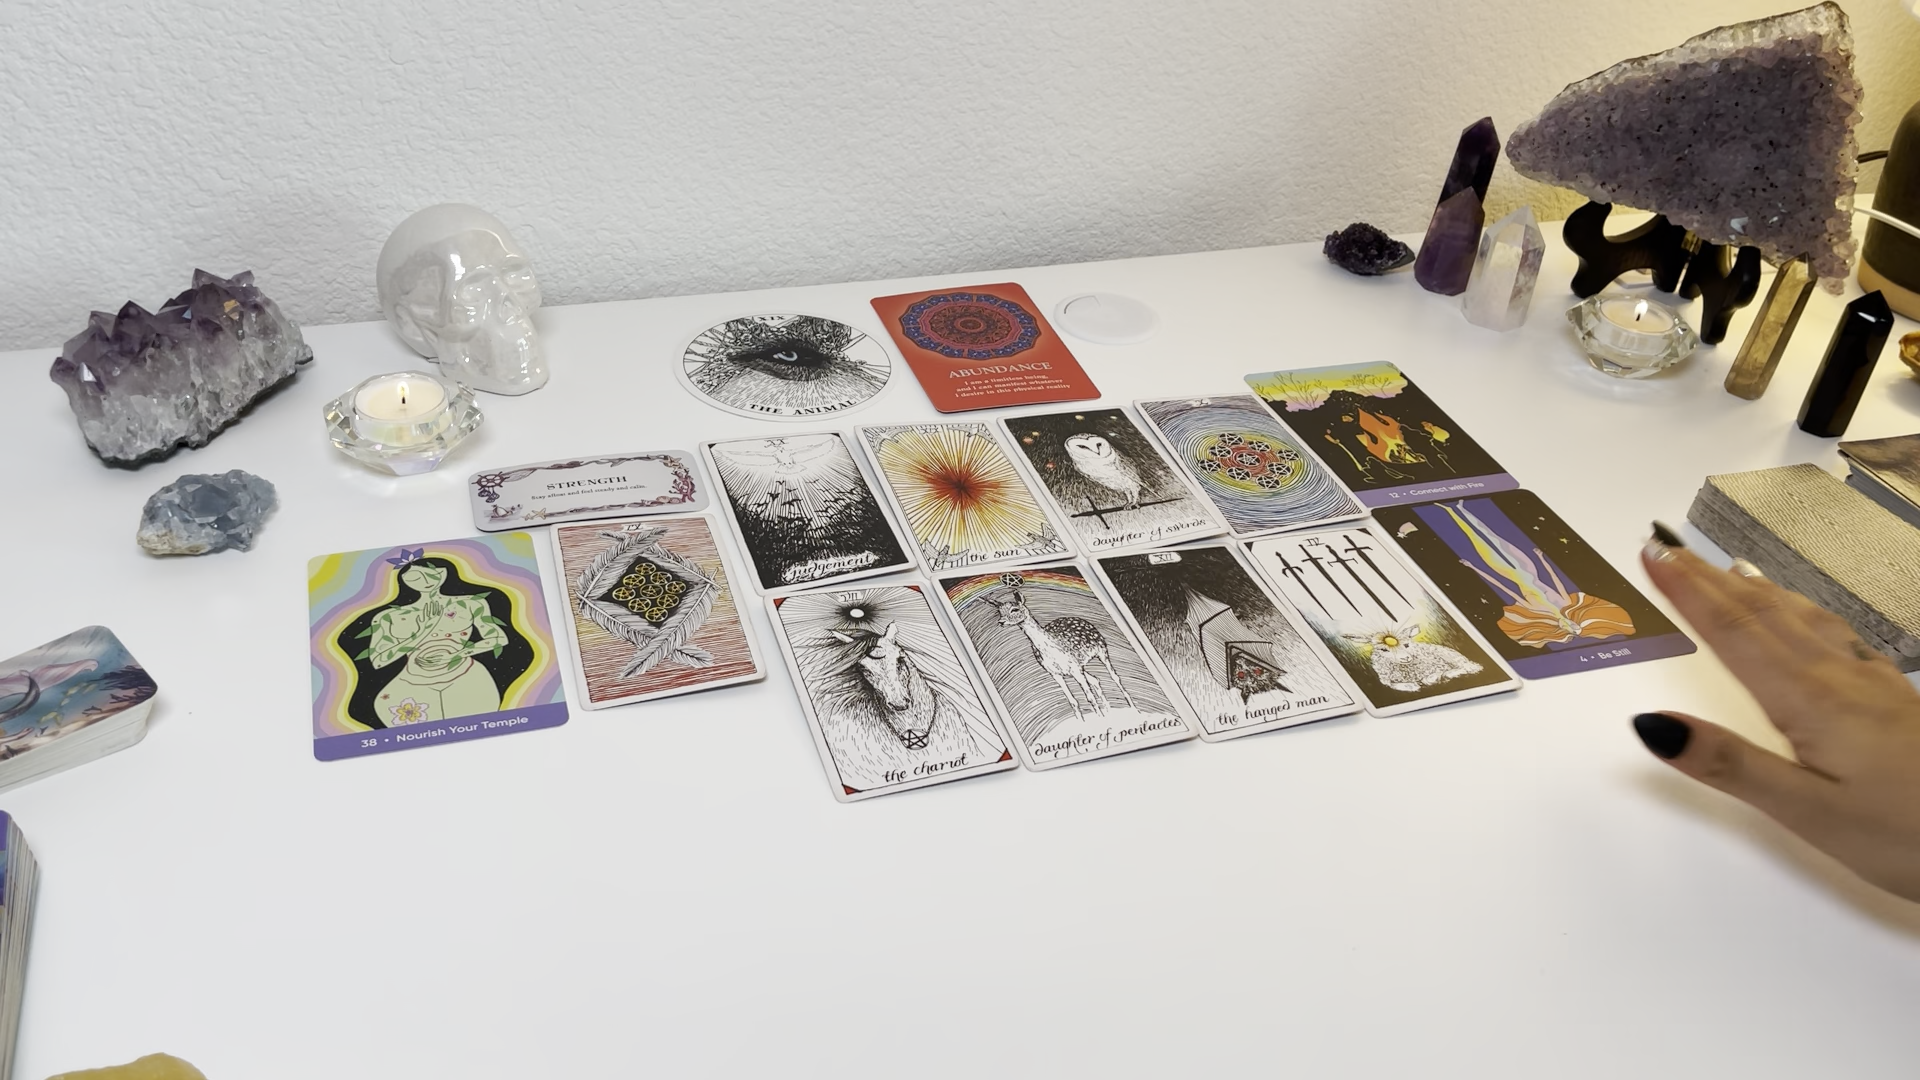 XIX
THE ANIMAL
ABUNDANCE
I am a limitless being,
and I can manifest whatever
I desire in this physical reality
STRENGTH
Stay afloat and feel steady and calm.
XX
judgement
the sun
daughter of swords
X
12 • Connect with Fire
38 • Nourish Your Temple
VII
the chariot
daughter of pentacles
XII
the hanged man
IV
4 • Be Still